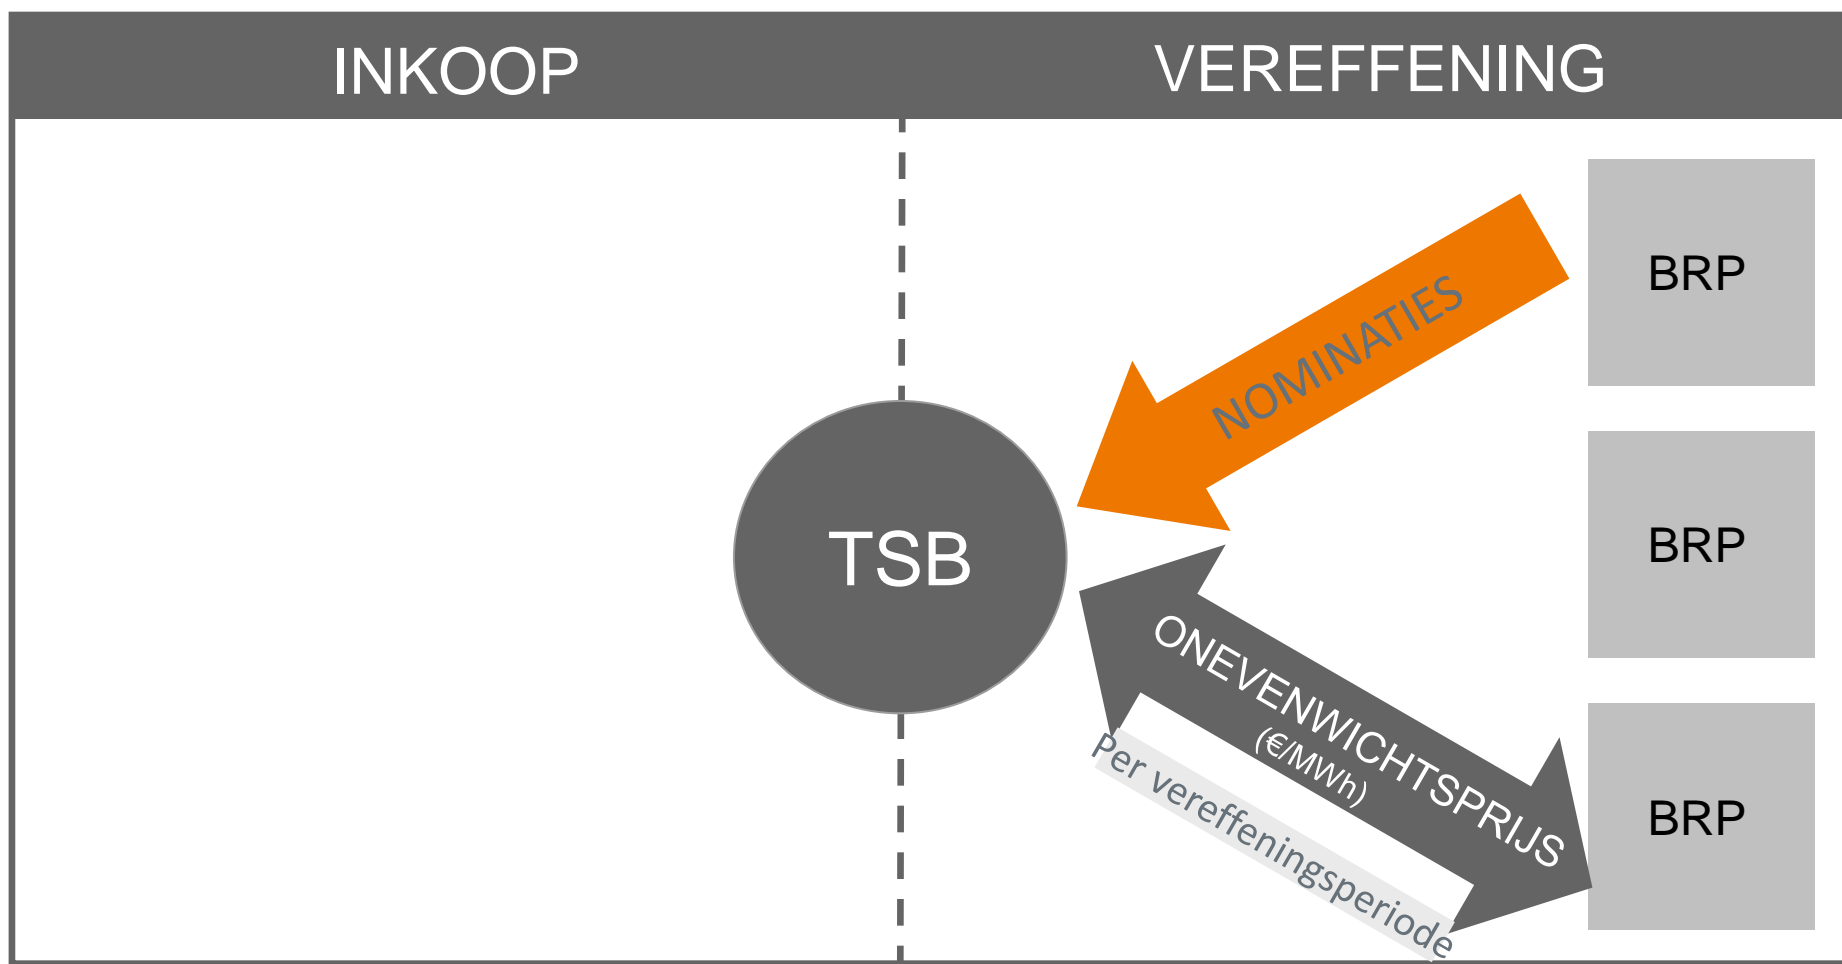 INKOOP
VEREFFENING
BRP
NOMINATIES
BRP
TSB
ONEVENWICHTSPRIJS
(€/MWh)
Per vereffeningsperiode
BRP